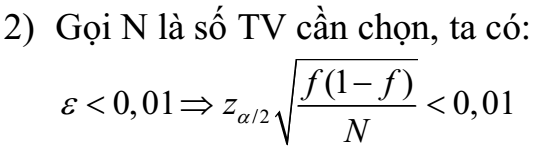 2) Gọi N là số TV cần chọn, ta có:
ε < 0,01 ⇒ z_{α/2} √(f(1 − f)/N) < 0,01